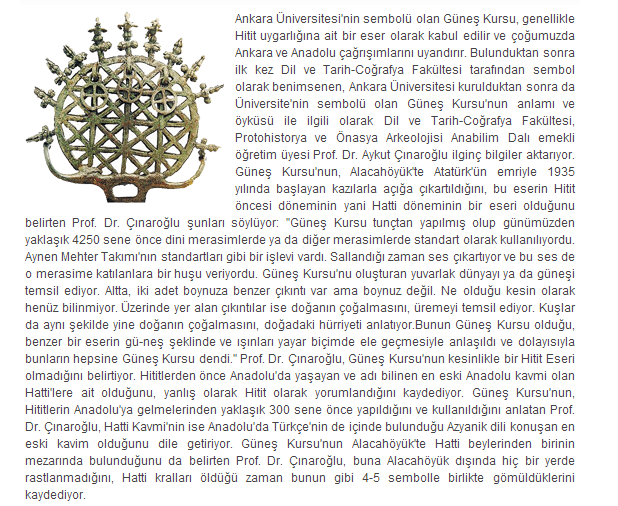 Ankara Üniversitesi'nin sembolü olan Güneş Kursu, genellikle
Hitit uygarlığına ait bir eser olarak kabul edilir ve çoğumuzda
Ankara ve Anadolu çağrışımlarını uyandırır. Bulunduktan sonra
ilk kez Dil ve Tarih-Coğrafya Fakültesi tarafından sembol
olarak benimsenen, Ankara Üniversitesi kurulduktan sonra da
Üniversite'nin sembolü olan Güneş Kursu'nun anlamı ve
öyküsü ile ilgili olarak Dil ve Tarih-Coğrafya Fakültesi,
Protohistorya ve Önasya Arkeolojisi Anabilim Dalı emekli
öğretim üyesi Prof. Dr. Aykut Çınaroğlu ilginç bilgiler aktarıyor.
Güneş Kursu'nun, Alacahöyük'te Atatürk'ün emriyle 1935
yılında başlayan kazılarla açığa çıkartıldığını, bu eserin Hitit
öncesi döneminin yani Hatti döneminin bir eseri olduğunu
belirten Prof. Dr. Çınaroğlu şunları söylüyor: "Güneş Kursu tunçtan yapılmış olup günümüzden
yaklaşık 4250 sene önce dini merasimlerde ya da diğer merasimlerde standart olarak kullanılıyordu.
Aynen Mehter Takımı'nın standartları gibi bir işlevi vardı. Sallandığı zaman ses çıkartıyor ve bu ses de
o merasime katılanlara bir huşu veriyordu. Güneş Kursu'nu oluşturan yuvarlak dünyayı ya da güneşi
temsil ediyor. Altta, iki adet boynuza benzer çıkıntı var ama boynuz değil. Ne olduğu kesin olarak
henüz bilinmiyor. Üzerinde yer alan çıkıntılar ise doğanın çoğalmasını, üremeyi temsil ediyor. Kuşlar
da aynı şekilde yine doğanın çoğalmasını, doğadaki hürriyeti anlatıyor.Bunun Güneş Kursu olduğu,
benzer bir eserin gü-neş şeklinde ve ışınları yayar biçimde ele geçmesiyle anlaşıldı ve dolayısıyla
bunların hepsine Güneş Kursu dendi." Prof. Dr. Çınaroğlu, Güneş Kursu'nun kesinlikle bir Hitit Eseri
olmadığını belirtiyor. Hititlerden önce Anadolu'da yaşayan ve adı bilinen en eski Anadolu kavmi olan
Hatti'lere ait olduğunu, yanlış olarak Hitit olarak yorumlandığını kaydediyor. Güneş Kursu'nun,
Hititlerin Anadolu'ya gelmelerinden yaklaşık 300 sene önce yapıldığını ve kullanıldığını anlatan Prof.
Dr. Çınaroğlu, Hatti Kavmi'nin ise Anadolu'da Türkçe'nin de içinde bulunduğu Azyanik dili konuşan en
eski kavim olduğunu dile getiriyor. Güneş Kursu'nun Alacahöyük'te Hatti beylerinden birinin
mezarında bulunduğunu da belirten Prof. Dr. Çınaroğlu, buna Alacahöyük dışında hiç bir yerde
rastlanmadığını, Hatti kralları öldüğü zaman bunun gibi 4-5 sembolle birlikte gömüldüklerini
kaydediyor.